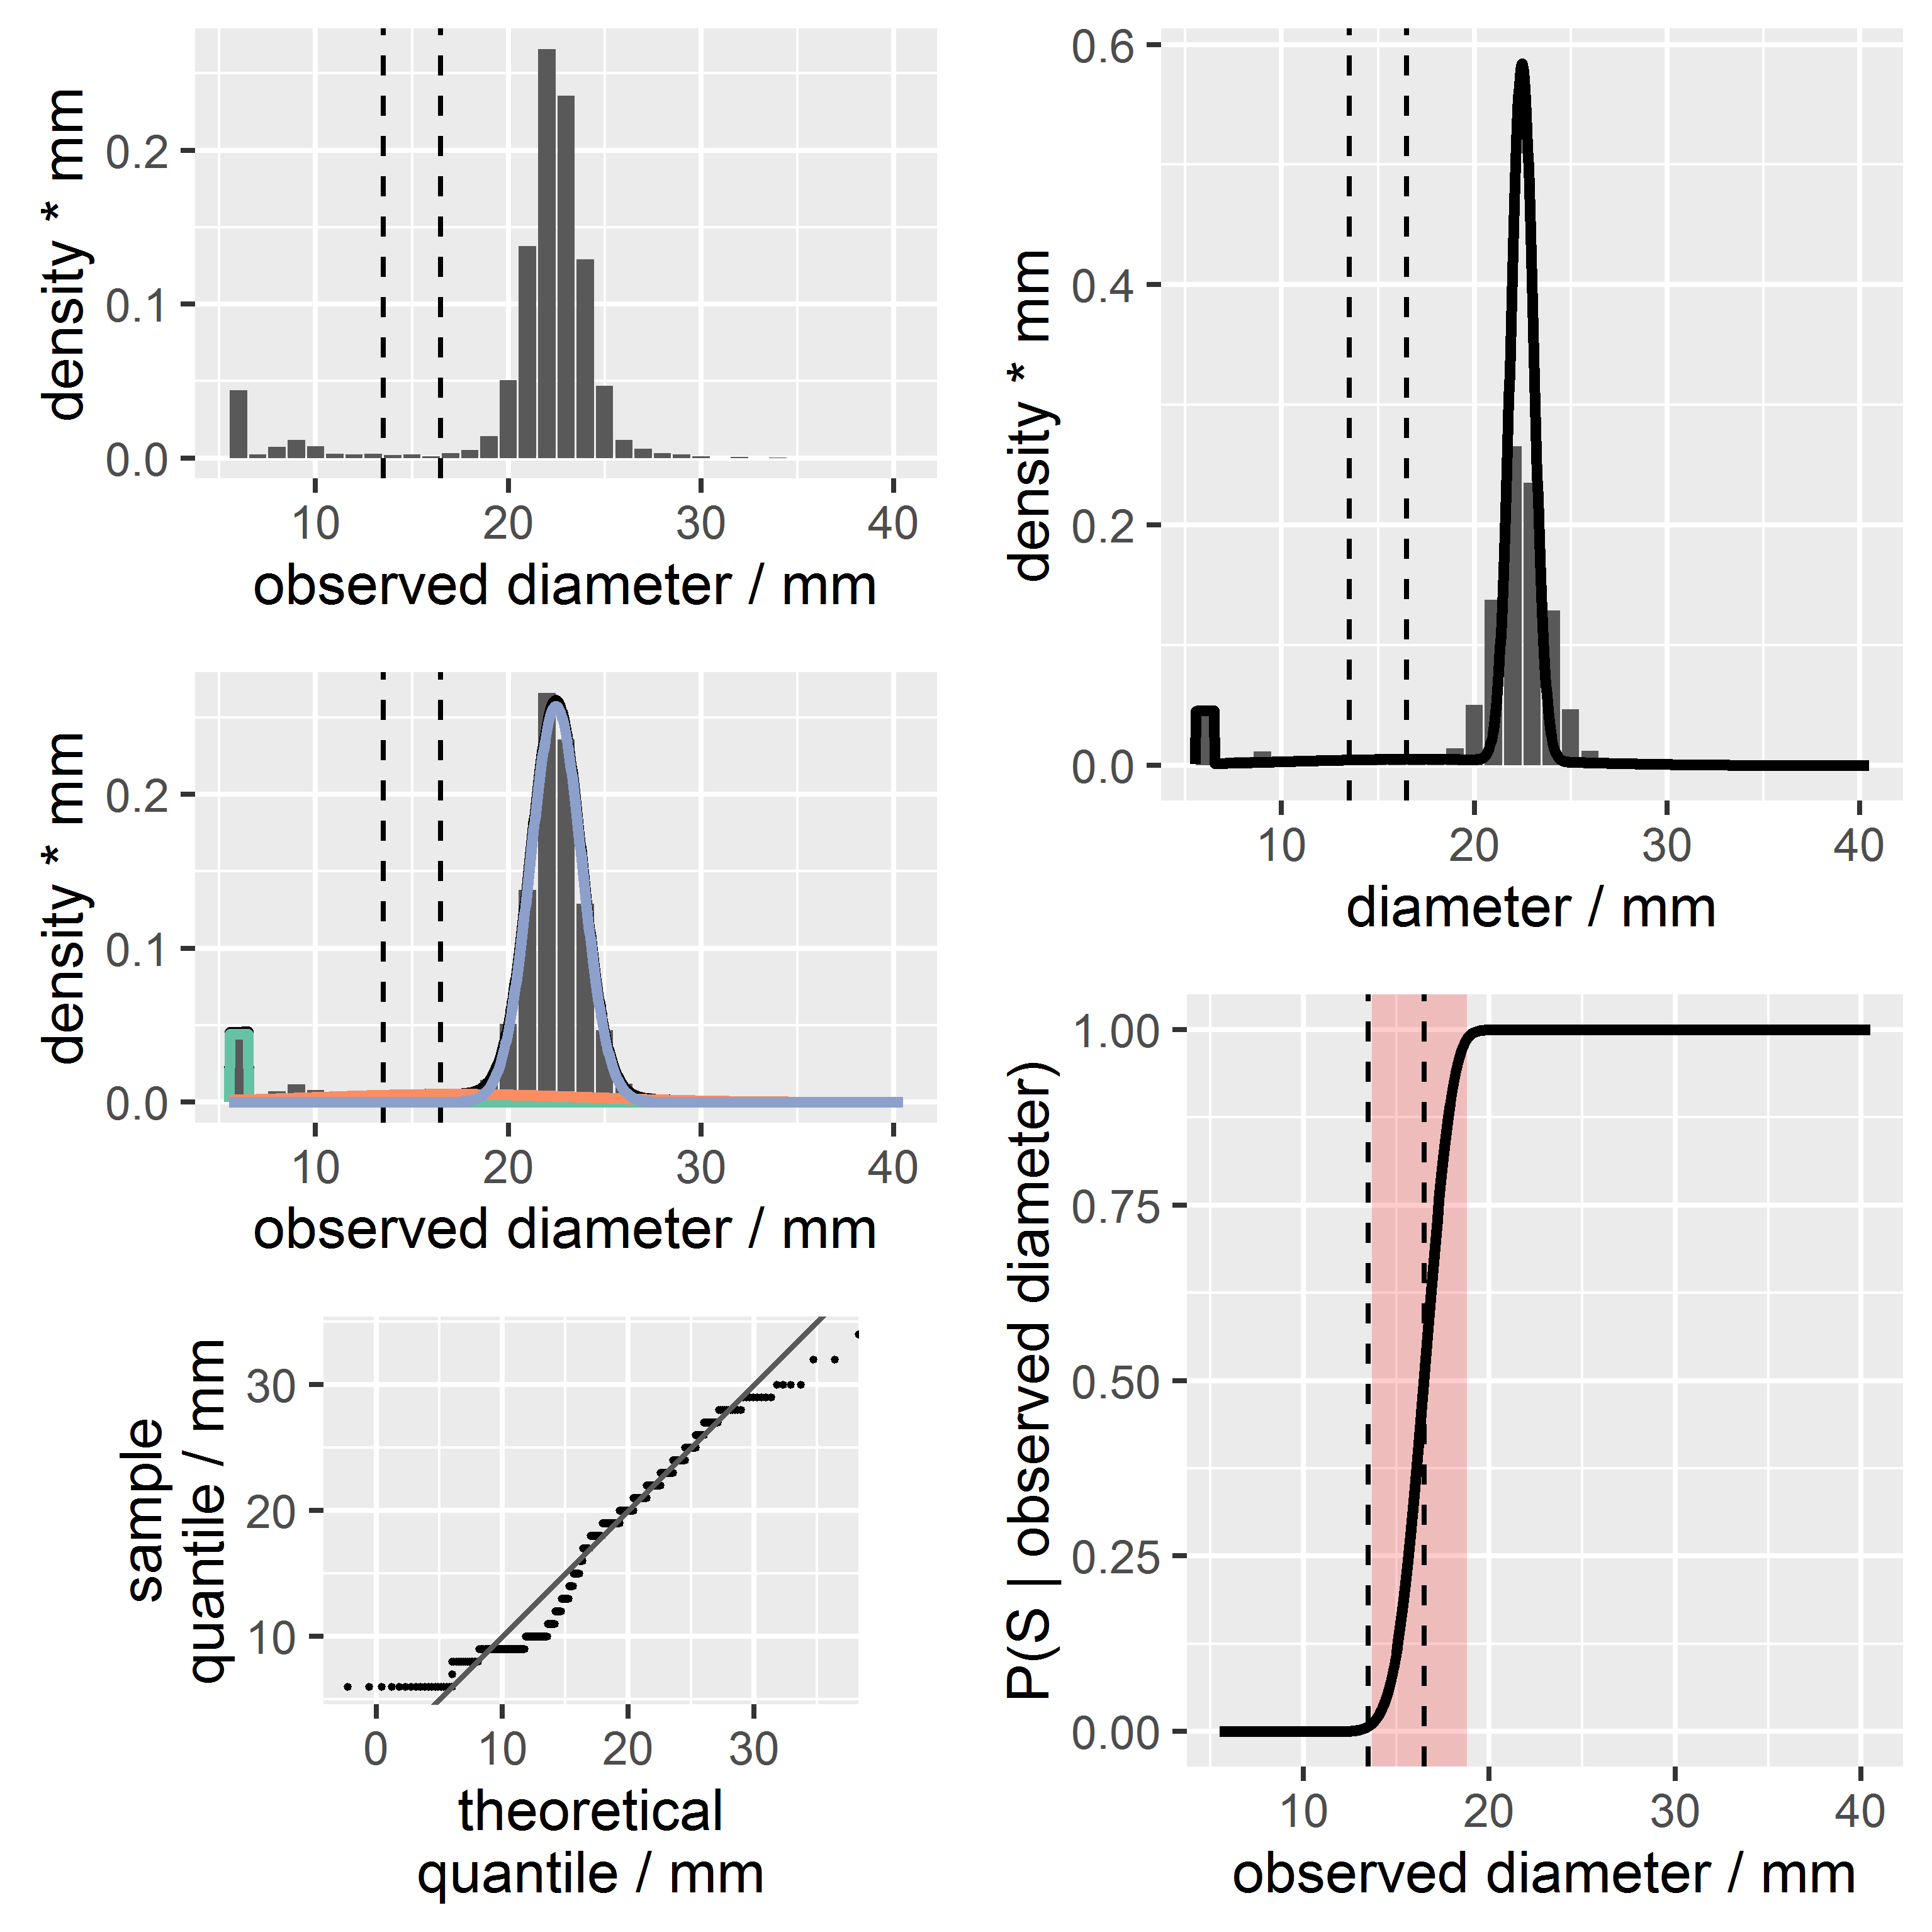 density * mm
0.2
0.1
0.0
10 20 30 40
observed diameter / mm
density * mm
0.6
0.4
0.2
0.0
10 20 30 40
diameter / mm
density * mm
0.2
0.1
0.0
10 20 30 40
observed diameter / mm
sample
quantile / mm
30
20
10
0 10 20 30
theoretical
quantile / mm
P(S | observed diameter)
1.00
0.75
0.50
0.25
0.00
10 20 30 40
observed diameter / mm